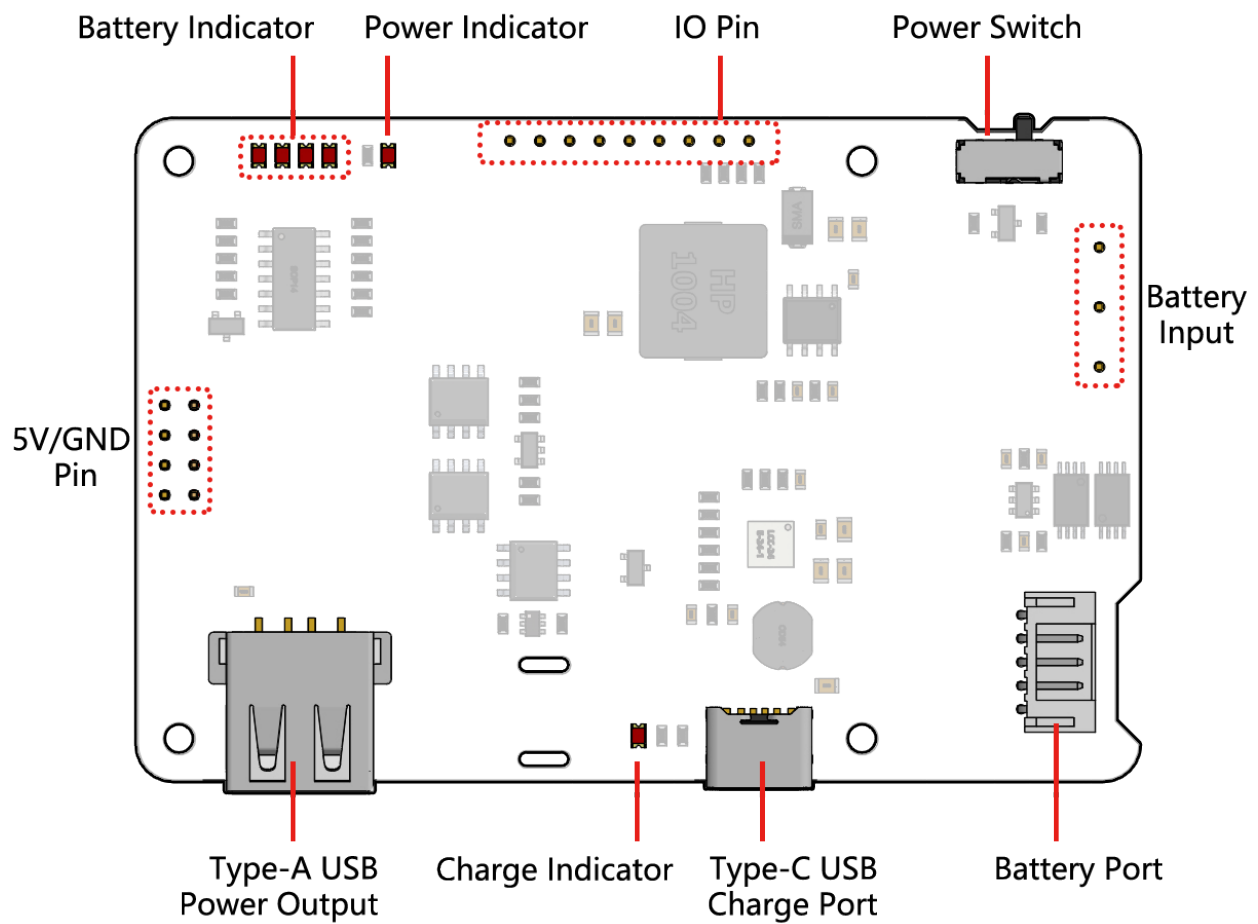 Battery Indicator
Power Indicator
IO Pin
Power Switch
SMA
HP
1004
Battery
Input
5V/GND
Pin
Type-A USB
Power Output
Charge Indicator
Type-C USB
Charge Port
Battery Port